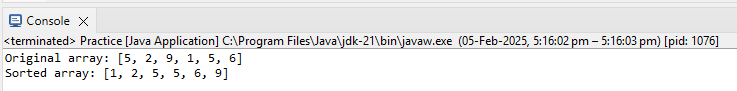 Console
<terminated> Practice [Java Application] C:\Program Files\Java\jdk-21\bin\javaw.exe (05-Feb-2025, 5:16:02 pm – 5:16:03 pm) [pid: 1076]
Original array: [5, 2, 9, 1, 5, 6]
Sorted array: [1, 2, 5, 5, 6, 9]